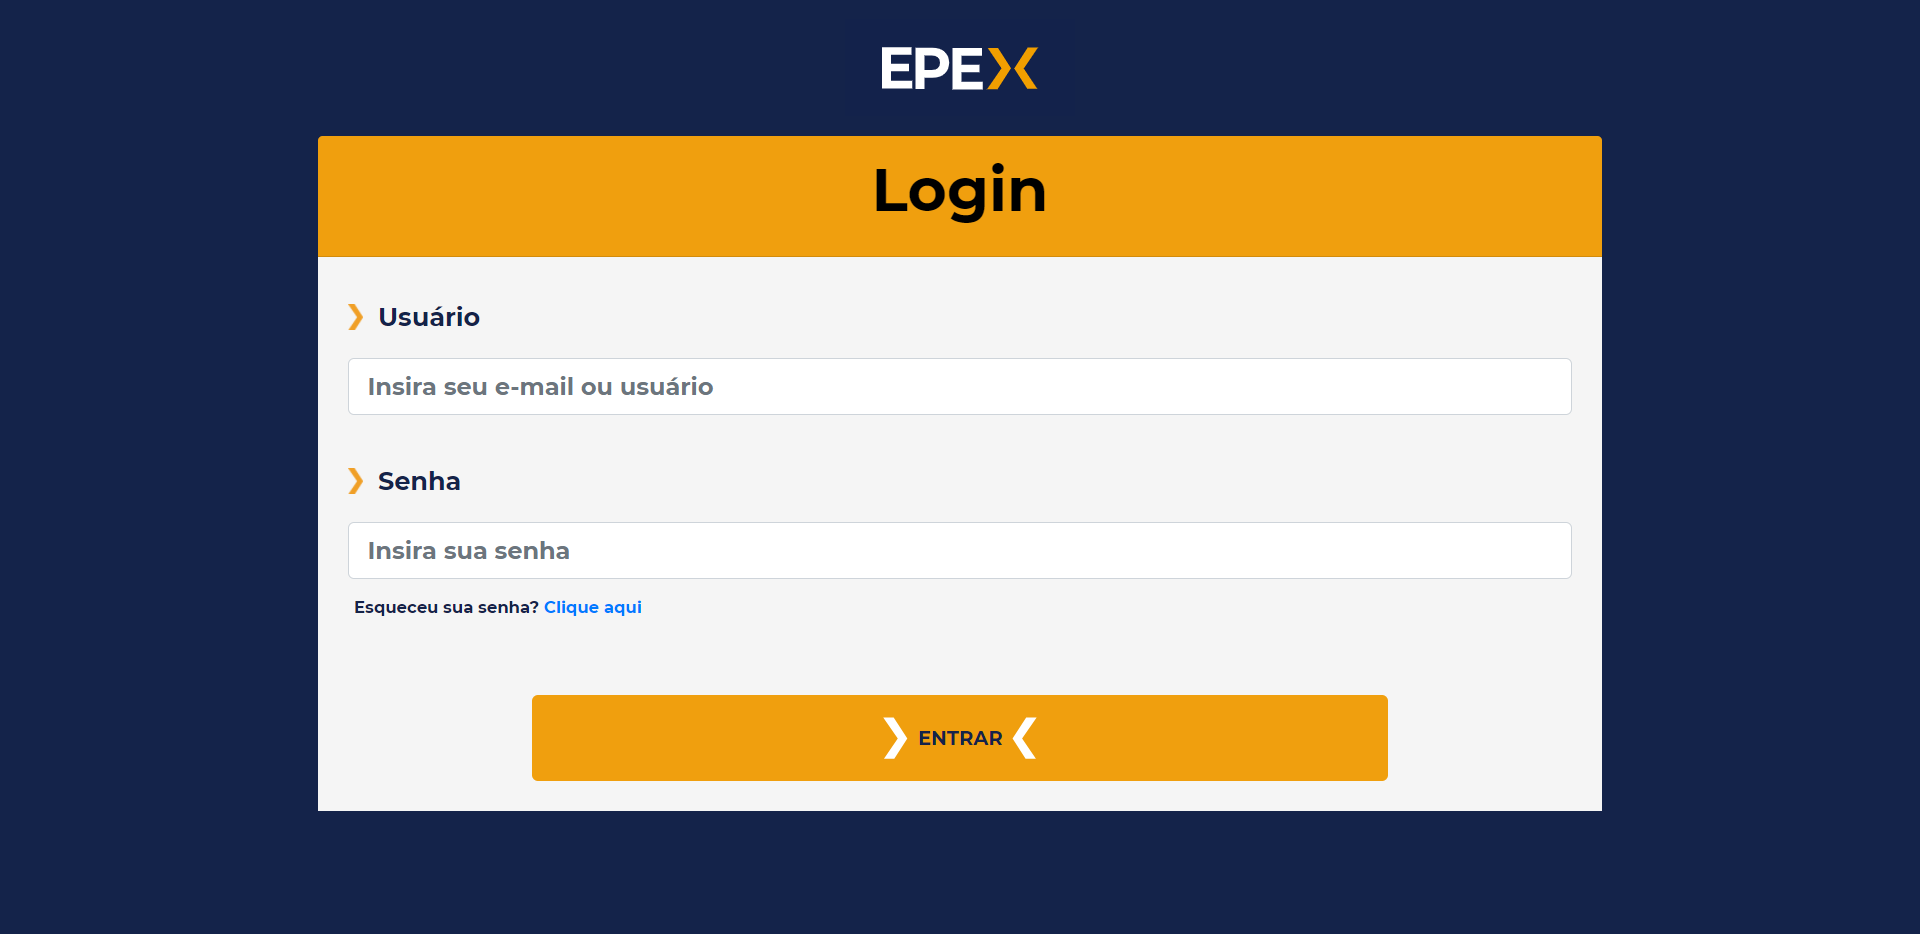 EPEX
Login
Usuário
Insira seu e-mail ou usuário
Senha
Insira sua senha
Esqueceu sua senha? Clique aqui
ENTRAR